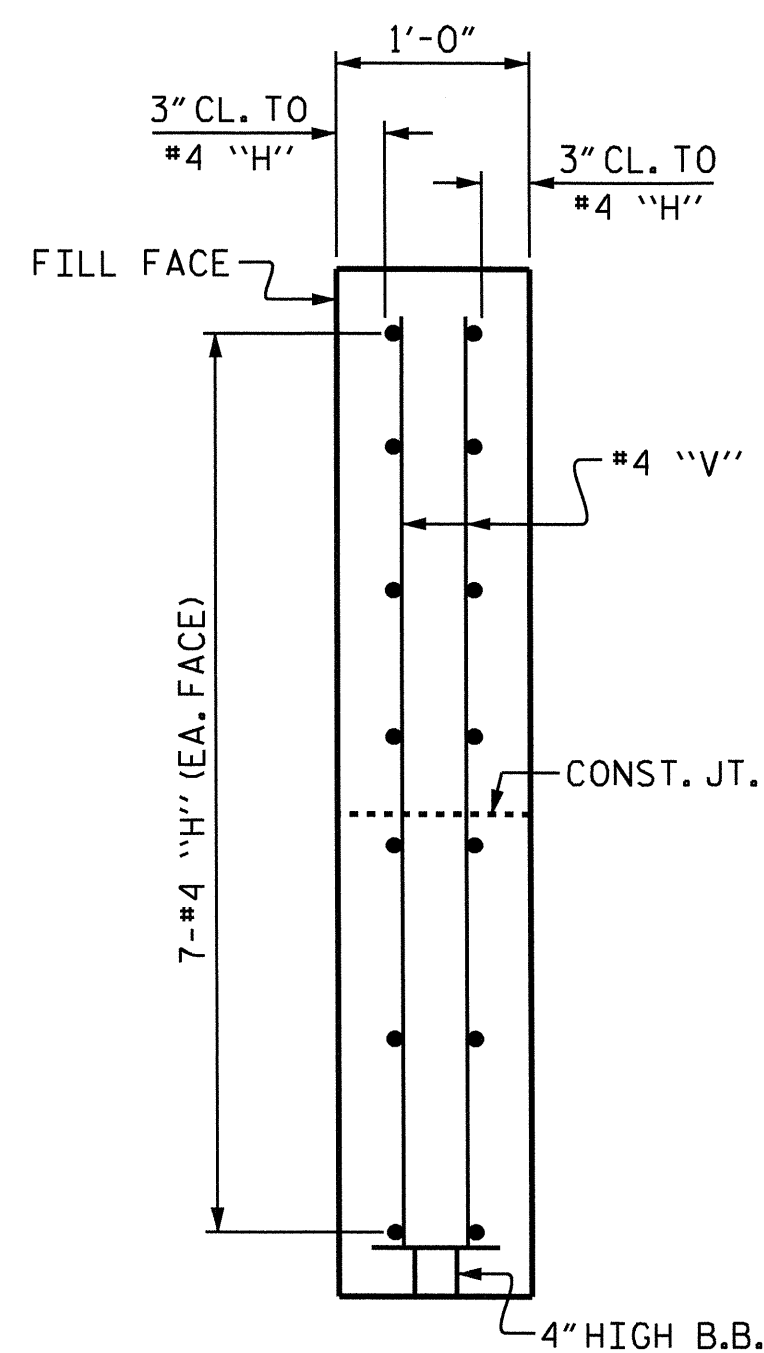 1'-0"
3" CL. TO
#4 "H"
3" CL. TO
#4 "H"
FILL FACE
#4 "V"
7-#4 "H" (EA. FACE)
CONST. JT.
4" HIGH B.B.